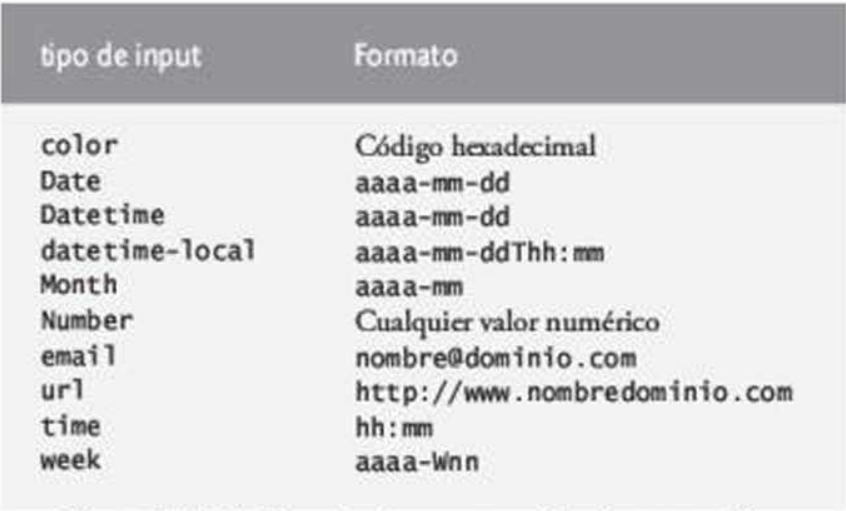 tipo de input Formato
color Código hexadecimal
Date aaaa-mm-dd
Datetime aaaa-mm-dd
datetime-local aaaa-mm-ddThh:mm
Month aaaa-mm
Number Cualquier valor numérico
email nombre@dominio.com
url http://www.nombredominio.com
time hh:mm
week aaaa-Wnn